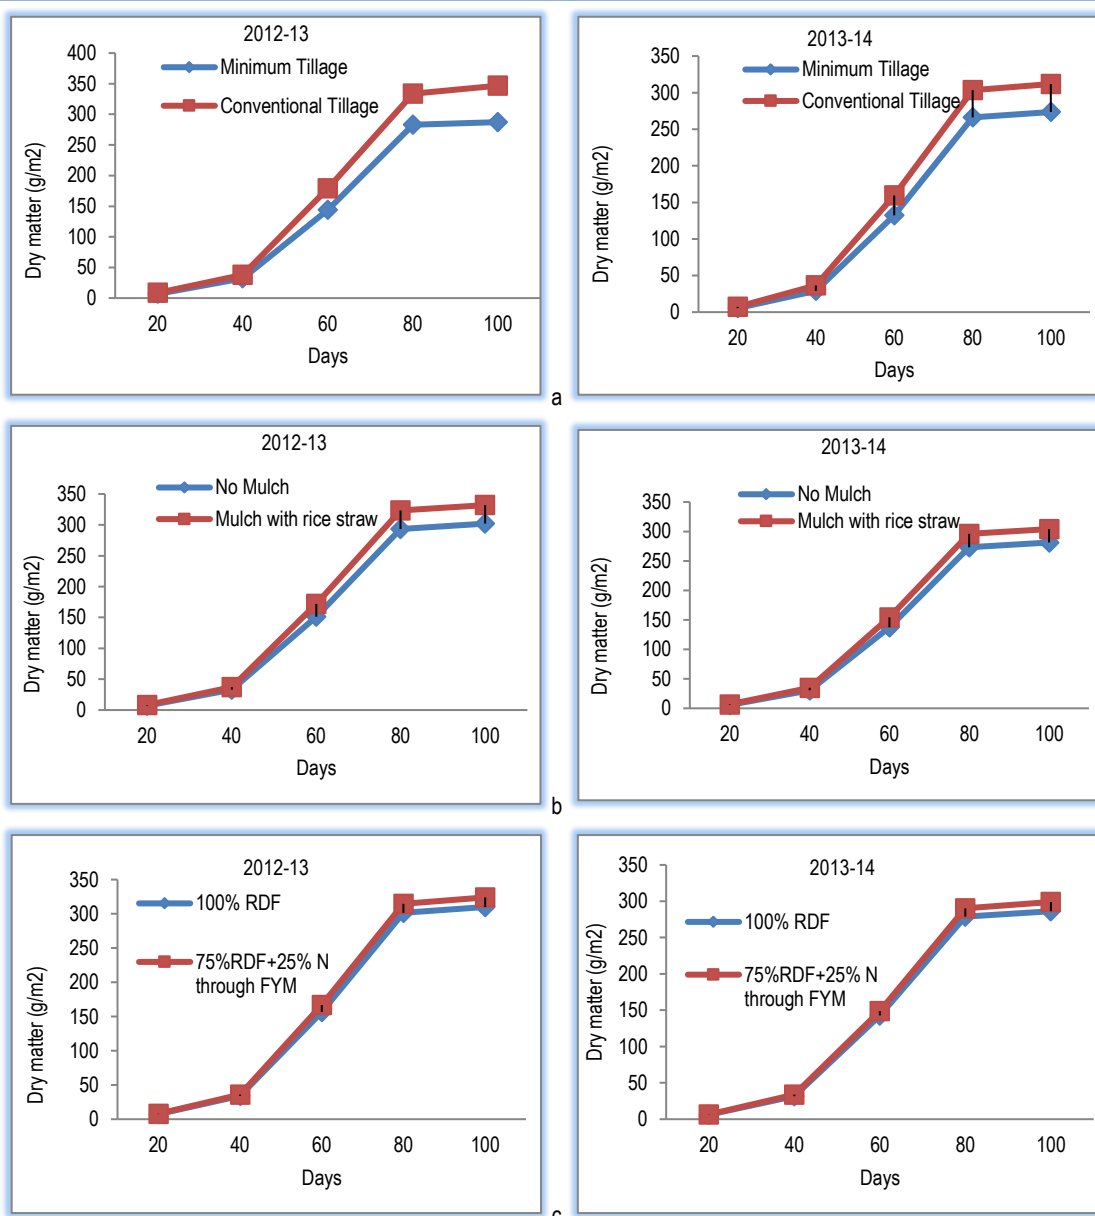 2012-13
Minimum Tillage
Conventional Tillage
400
350
300
250
200
150
100
50
0
Dry matter (g/m2)
20 40 60 80 100
Days
2013-14
Minimum Tillage
Conventional Tillage
350
300
250
200
150
100
50
0
Dry matter (g/m2)
20 40 60 80 100
Days
a
2012-13
No Mulch
Mulch with rice straw
350
300
250
200
150
100
50
0
Dry matter (g/m2)
20 40 60 80 100
Days
2013-14
No Mulch
Mulch with rice straw
350
300
250
200
150
100
50
0
Dry matter (g/m2)
20 40 60 80 100
Days
b
2012-13
100% RDF
75%RDF+25% N
through FYM
350
300
250
200
150
100
50
0
Dry matter (g/m2)
20 40 60 80 100
Days
2013-14
100% RDF
75%RDF+25% N
through FYM
350
300
250
200
150
100
50
0
Dry matter (g/m2)
20 40 60 80 100
Days
c